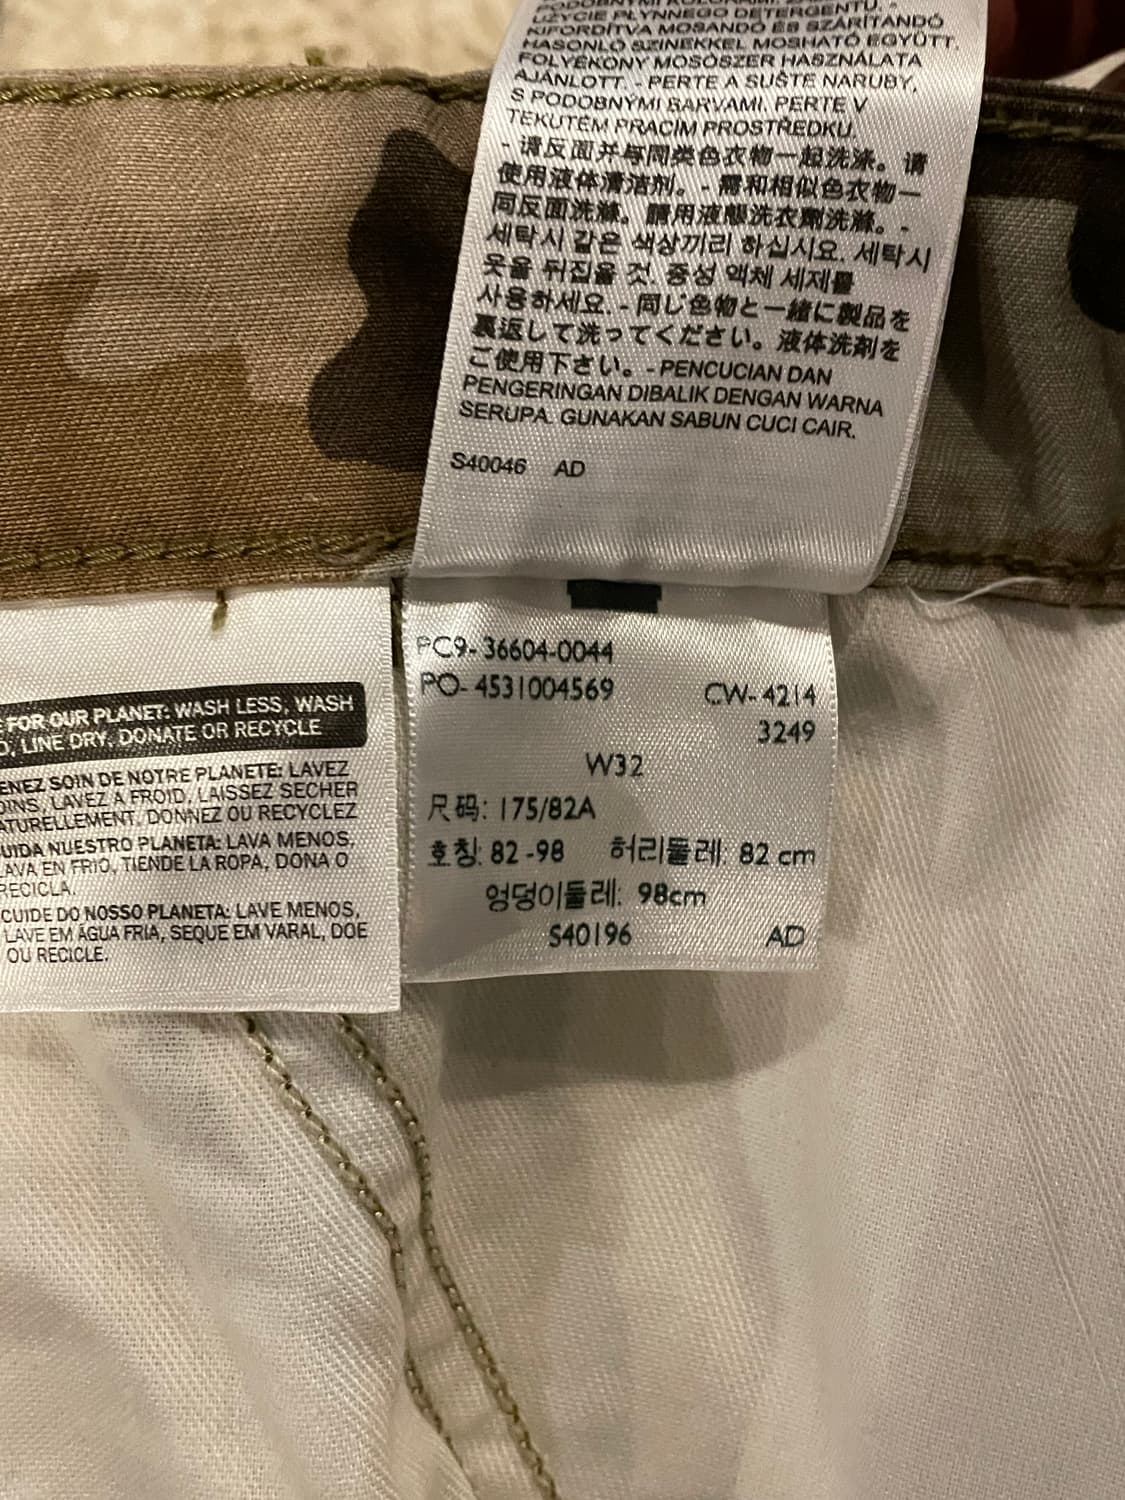 PODOBNYMI KOLORAMI.
UŻYCIE PŁYNNEGO DETERGENTU. -
KIFORDÍTVA MOSANDÓ ÉS SZÁRÍTANDÓ
HASONLÓ SZÍNEKKEL MOSHATÓ EGYÜTT.
FOLYÉKONY MOSÓSZER HASZNÁLATA
AJÁNLOTT. - PERTE A SUŠTE NARUBY,
S PODOBNÝMI BARVAMI. PERTE V
TEKUTÉM PRACÍM PROSTŘEDKU.
- 请反面并与同类色衣物一起洗涤。请
使用液体清洁剂。- 需和相似色衣物一
同反面洗滌。請用液態洗衣劑洗滌。-
세탁시 같은 색상끼리 하십시요. 세탁시
옷을 뒤집을 것. 중성 액체 세제를
사용하세요. - 同じ色物と一緒に製品を
裏返して洗ってください。液体洗剤を
ご使用下さい。- PENCUCIAN DAN
PENGERINGAN DIBALIK DENGAN WARNA
SERUPA. GUNAKAN SABUN CUCI CAIR.
S40046 AD
FOR OUR PLANET: WASH LESS, WASH
D, LINE DRY, DONATE OR RECYCLE
ENEZ SOIN DE NOTRE PLANETE: LAVEZ
OINS, LAVEZ A FROID, LAISSEZ SECHER
ATURELLEMENT, DONNEZ OU RECYCLEZ
UIDA NUESTRO PLANETA: LAVA MENOS,
LAVA EN FRIO, TIENDE LA ROPA, DONA O
RECICLA.
CUIDE DO NOSSO PLANETA: LAVE MENOS,
LAVE EM ÁGUA FRIA, SEQUE EM VARAL, DOE
OU RECICLE.
PC9- 36604-0044
PO- 4531004569 CW- 4214
3249
W32
尺码: 175/82A
호칭: 82 -98 허리둘레: 82 cm
엉덩이둘레: 98cm
S40196 AD